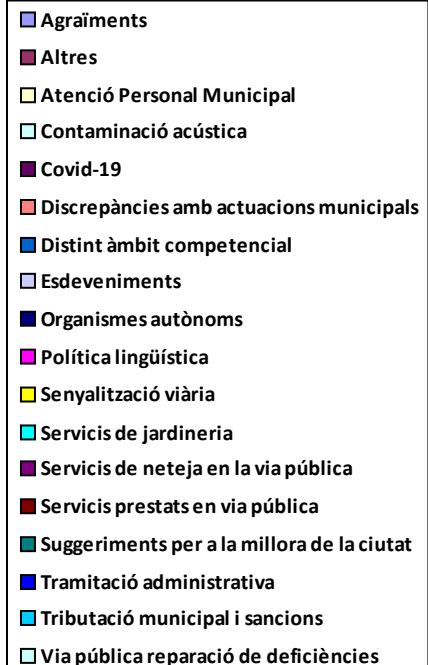 Agraïments
Altres
Atenció Personal Municipal
Contaminació acústica
Covid-19
Discrepàncies amb actuacions municipals
Distint àmbit competencial
Esdeveniments
Organismes autònoms
Política lingüística
Senyalització viària
Servicis de jardineria
Servicis de neteja en la via pública
Servicis prestats en via pública
Suggeriments per a la millora de la ciutat
Tramitació administrativa
Tributació municipal i sancions
Via pública reparació de deficiències